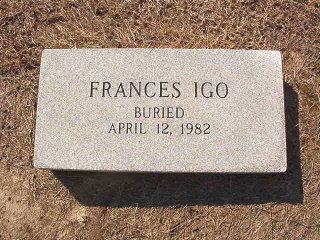 FRANCES IGO
BURIED
APRIL 12, 1982